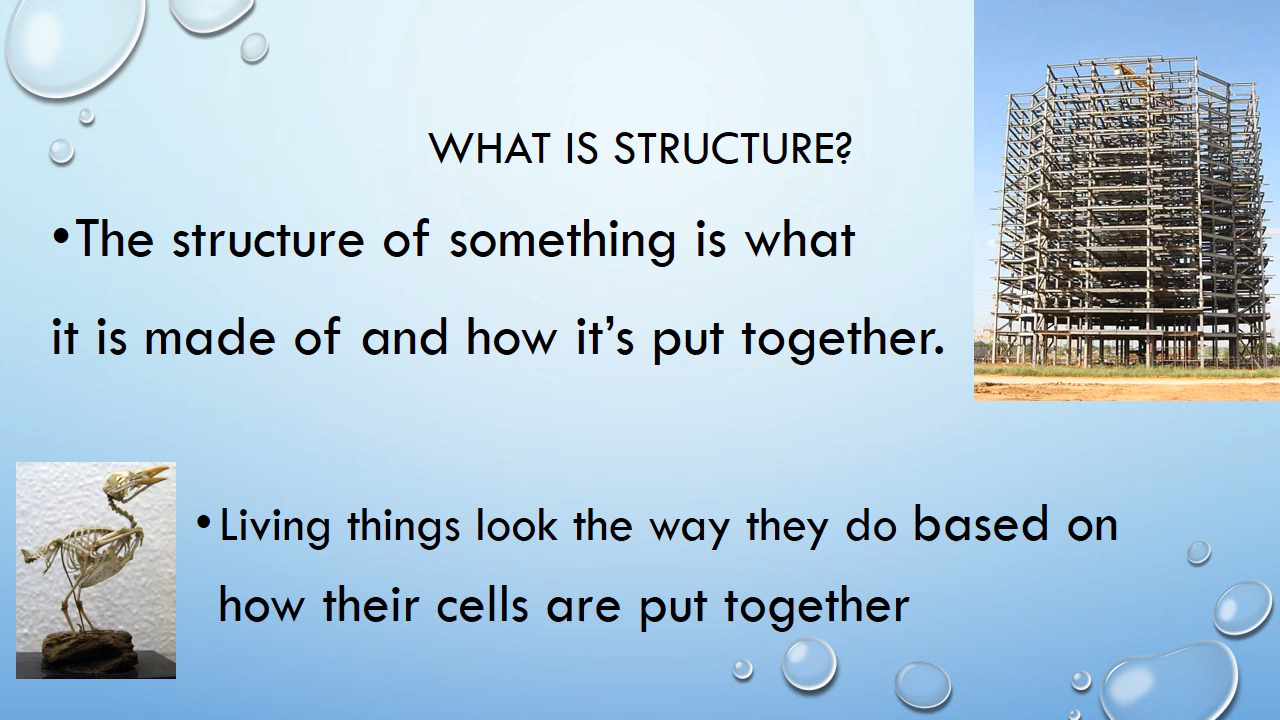 WHAT IS STRUCTURE?
•The structure of something is what
it is made of and how it’s put together.
•Living things look the way they do based on
how their cells are put together